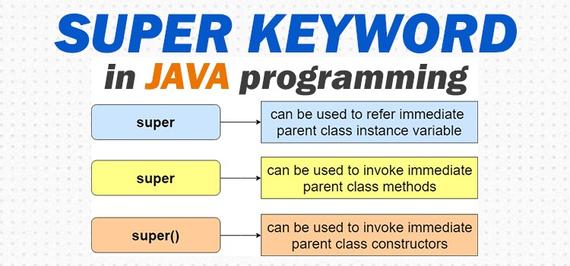 SUPER KEYWORD
in JAVA programming
super
can be used to refer immediate
parent class instance variable
super
can be used to invoke immediate
parent class methods
super()
can be used to invoke immediate
parent class constructors